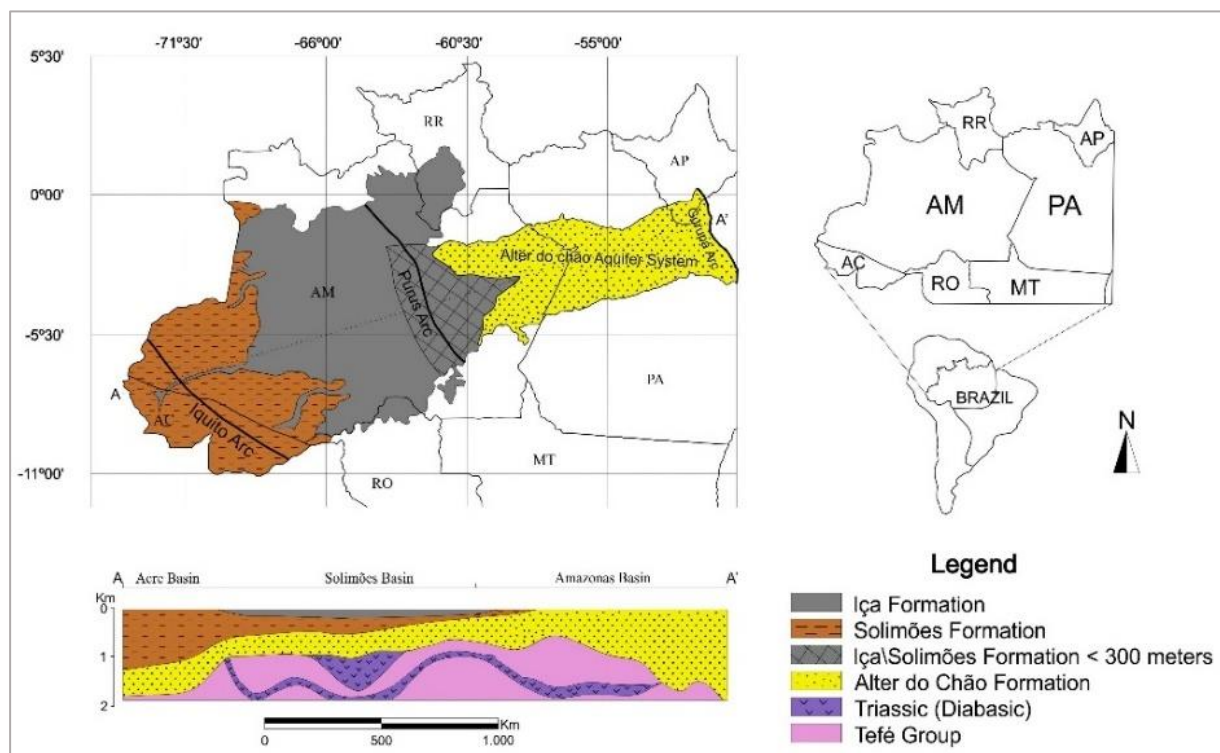 -71º30' -66º00' -60º30' -55º00'
5º30'
RR
AP
0º00'
A'
Gurupá Arc
Alter do chão Aquifer System
AM
Purus Arc
-5º30'
PA
A
AC
Iquito Arc
MT
-11º00'
RO
RR
AP
AM
PA
AC
RO
MT
BRAZIL
N
A Acre Basin Solimões Basin Amazonas Basin A'
Km
0
1
2
Km
0 500 1.000
Legend
Iça Formation
Solimões Formation
Iça\Solimões Formation < 300 meters
Alter do Chão Formation
Triassic (Diabasic)
Tefé Group